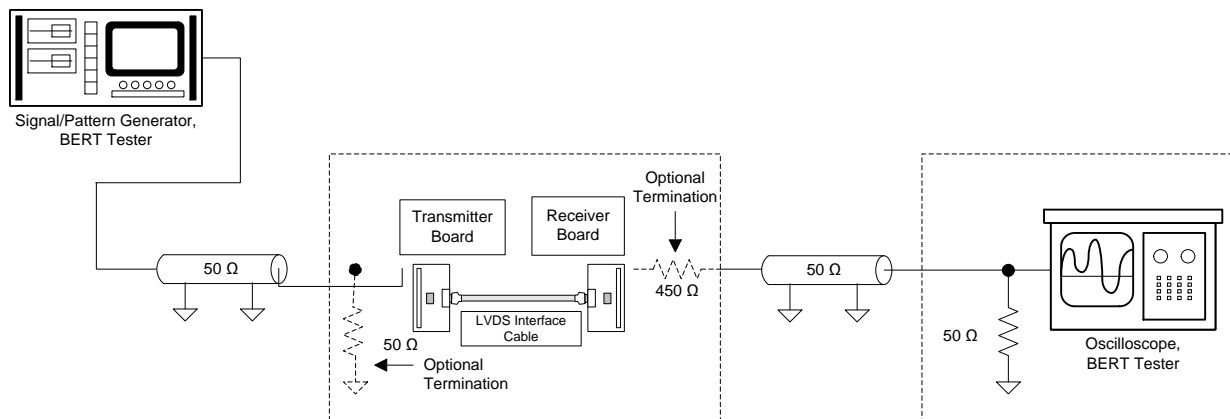 Signal/Pattern Generator,
BERT Tester
50 Ω
50 Ω
Optional
Termination
Transmitter
Board
Receiver
Board
LVDS Interface
Cable
Optional
Termination
450 Ω
50 Ω
50 Ω
Oscilloscope,
BERT Tester